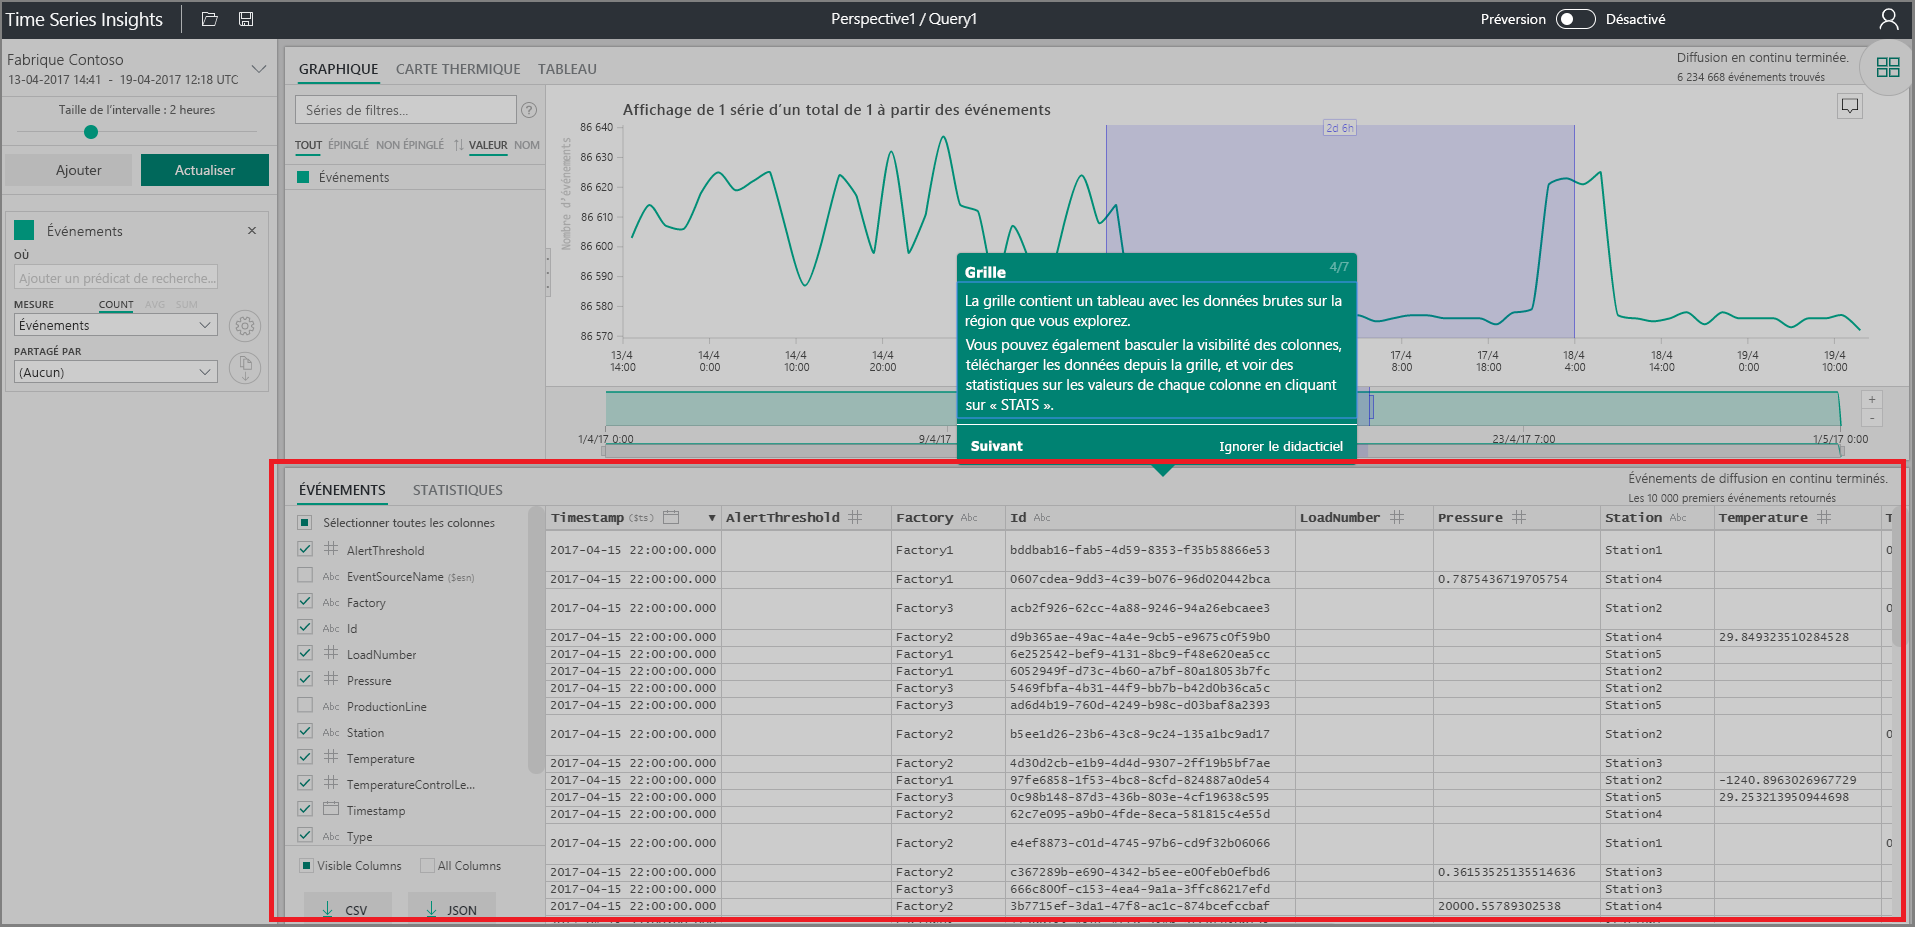 Time Series Insights
Perspective1 / Query1
Préversion
Désactivé
Fabrique Contoso
13-04-2017 14:41 - 19-04-2017 12:18 UTC
Taille de l'intervalle : 2 heures
Ajouter
Actualiser
Événements
OÙ
Ajouter un prédicat de recherche...
MESURE COUNT AVG SUM
Événements
PARTAGÉ PAR
(Aucun)
GRAPHIQUE CARTE THERMIQUE TABLEAU
Diffusion en continu terminée.
6 234 668 événements trouvés
Séries de filtres...
TOUT ÉPINGLÉ NON ÉPINGLÉ VALEUR NOM
Événements
Affichage de 1 série d'un total de 1 à partir des événements
Nombre d'événements
86 640
86 630
86 620
86 610
86 600
86 590
86 580
86 570
2d 6h
13/4 14/4 14/4 14/4 17/4 17/4 18/4 18/4 19/4 19/4
14:00 0:00 10:00 20:00 8:00 18:00 4:00 14:00 0:00 10:00
1/4/17 0:00 9/4/17 23/4/17 7:00 1/5/17 0:00
+
-
Grille 4/7
La grille contient un tableau avec les données brutes sur la
région que vous explorez.
Vous pouvez également basculer la visibilité des colonnes,
télécharger les données depuis la grille, et voir des
statistiques sur les valeurs de chaque colonne en cliquant
sur « STATS ».
Suivant Ignorer le didacticiel
ÉVÉNEMENTS STATISTIQUES
Événements de diffusion en continu terminés.
Les 10 000 premiers événements retournés
Sélectionner toutes les colonnes
AlertThreshold
Abc EventSourceName ($esn)
Abc Factory
Abc Id
LoadNumber
Pressure
Abc ProductionLine
Abc Station
Temperature
TemperatureControlLe...
Timestamp
Abc Type
Visible Columns All Columns
CSV JSON
Timestamp ($ts) AlertThreshold Factory Abc Id Abc LoadNumber Pressure Station Abc Temperature T
2017-04-15 22:00:00.000 Factory1 bddbab16-fab5-4d59-8353-f35b58866e53 Station1 0
2017-04-15 22:00:00.000 Factory1 0607cdea-9dd3-4c39-b076-96d020442bca 0.7875436719705754 Station4
2017-04-15 22:00:00.000 Factory3 acb2f926-62cc-4a88-9246-94a26ebcaee3 Station2 0
2017-04-15 22:00:00.000 Factory2 d9b365ae-49ac-4a4e-9cb5-e9675c0f59b0 Station4 29.849323510284528
2017-04-15 22:00:00.000 Factory1 6e252542-bef9-4131-8bc9-f48e620ea5cc Station5
2017-04-15 22:00:00.000 Factory1 6052949f-d73c-4b60-a7bf-80a18053b7fc Station2
2017-04-15 22:00:00.000 Factory3 5469fbfa-4b31-44f9-bb7b-b42d0b36ca5c Station2
2017-04-15 22:00:00.000 Factory3 ad6d4b19-760d-4249-b98c-d03baf8a2393 Station5
2017-04-15 22:00:00.000 Factory2 b5ee1d26-23b6-43c8-9c24-135a1bc9ad17 Station2 0
2017-04-15 22:00:00.000 Factory2 4d30d2cb-e1b9-4d4d-9307-2ff19b5bf7ae Station3
2017-04-15 22:00:00.000 Factory1 97fe6858-1f53-4bc8-8cfd-824887a0de54 Station2 -1240.8963026967729
2017-04-15 22:00:00.000 Factory3 0c98b148-87d3-436b-803e-4cf19638c595 Station5 29.253213950944698
2017-04-15 22:00:00.000 Factory2 62c7e095-a9b0-4fde-8eca-581815c4e55d
2017-04-15 22:00:00.000 Factory2 e4ef8873-c01d-4745-97b6-cd9f32b06066 Station1 0
2017-04-15 22:00:00.000 Factory2 c367289b-e690-4342-b5ee-e00feb0efbd6 0.36153525135514636 Station3
2017-04-15 22:00:00.000 Factory3 666c800f-c153-4ea4-9a1a-3ffc86217efd Station3
2017-04-15 22:00:00.000 Factory2 3b7715ef-3da1-47f8-ac1c-874bcefccbaf 20000.55789302538 Station4